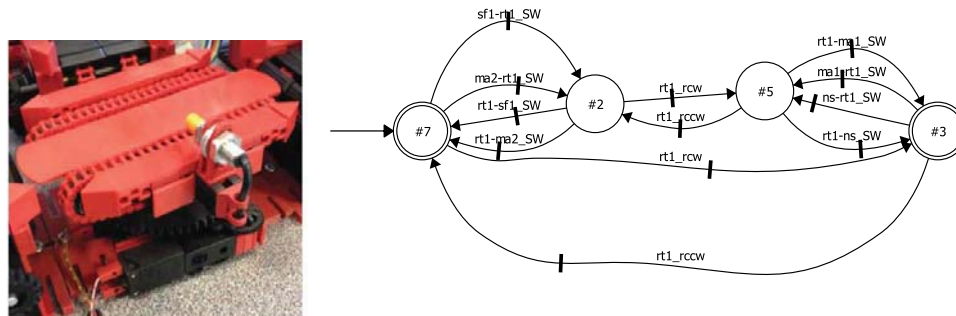 sf1-rt1_SW
ma2-rt1_SW
rt1-sf1_SW
rt1-ma2_SW
#7
#2
rt1_rcw
rt1_rccw
#5
rt1-ma1_SW
ma1-rt1_SW
ns-rt1_SW
rt1-ns_SW
#3
rt1_rcw
rt1_rccw